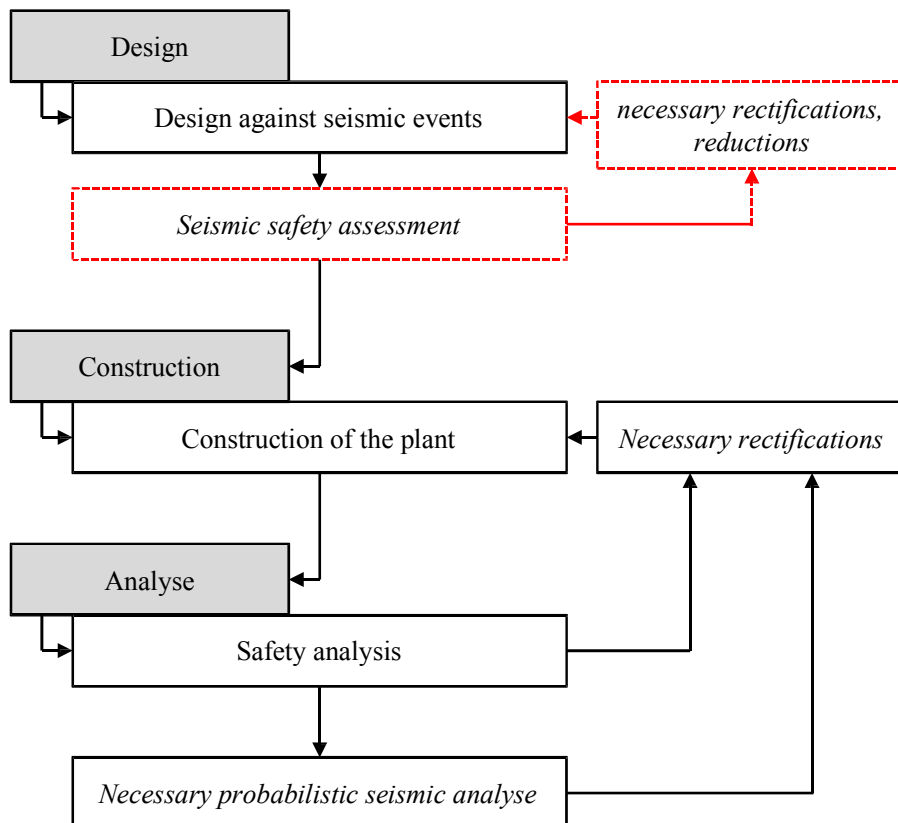 Design
Design against seismic events
necessary rectifications,
reductions
Seismic safety assessment
Construction
Construction of the plant
Necessary rectifications
Analyse
Safety analysis
Necessary probabilistic seismic analyse